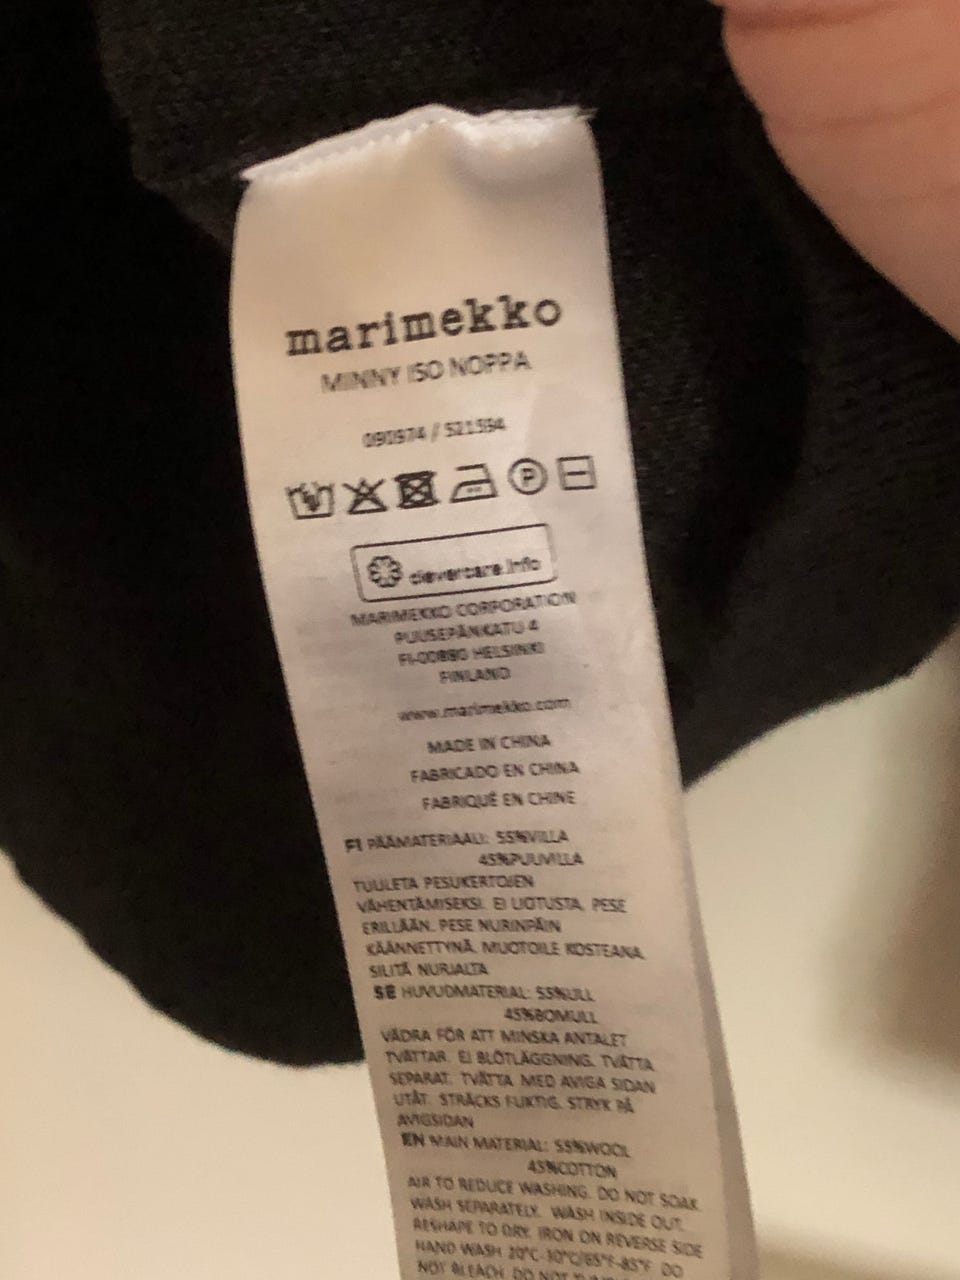 marimekko
MINNY ISO NOPPA
090974 / 521594
P
clevercare.info
MARIMEKKO CORPORATION
PUUSEPÄNKATU 4
FI-00880 HELSINKI
FINLAND
www.marimekko.com
MADE IN CHINA
FABRICADO EN CHINA
FABRIQUÉ EN CHINE
FI PÄÄMATERIAALI: 55%VILLA
45%PUUVILLA
TUULETA PESUKERTOJEN
VÄHENTÄMISEKSI. EI LIOTUSTA. PESE
ERILLÄÄN. PESE NURINPÄIN
KÄÄNNETTYNÄ. MUOTOILE KOSTEANA.
SILITÄ NURJALTA
SE HUVUDMATERIAL: 55%ULL
45%BOMULL
VÄDRA FÖR ATT MINSKA ANTALET
TVÄTTAR. EJ BLÖTLÄGGNING. TVÄTTA
SEPARAT. TVÄTTA MED AVIGA SIDAN
UTÅT. STRÄCKS FUKTIG. STRYK PÅ
AVIGSIDAN
EN MAIN MATERIAL: 55%WOOL
45%COTTON
AIR TO REDUCE WASHING. DO NOT SOAK.
WASH SEPARATELY. WASH INSIDE OUT.
RESHAPE TO DRY. IRON ON REVERSE SIDE
HAND WASH 20°C-30°C/65°F-85°F DO
NOT BLEACH. DO NOT